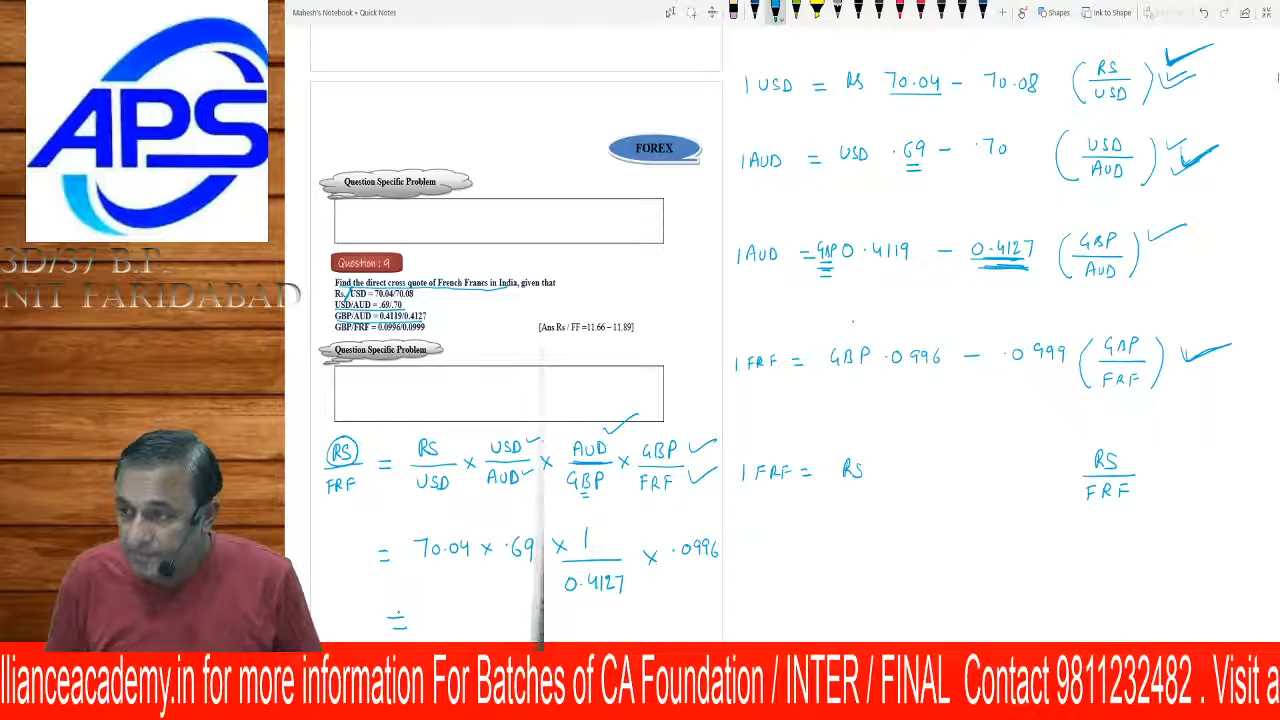 Mahesh's Notebook » Quick Notes
Shapes
Ink to Shape
APS
3D/37 B.P.
NIT FARIDABAD
FOREX
Question Specific Problem
Question : 9
Find the direct cross quote of French Francs in India, given that
Rs. /USD = 70.04/70.08
USD/AUD = .69/.70
GBP/AUD = 0.4119/0.4127
GBP/FRF = 0.0996/0.0999 [Ans Rs / FF =11.66 – 11.89]
Question Specific Problem
RS/FRF = RS/USD × USD/AUD × AUD/GBP × GBP/FRF
= 70.04 × .69 × 1/0.4127 × .0996
=
1 USD = RS 70.04 – 70.08 (RS/USD)
1 AUD = USD .69 – .70 (USD/AUD)
1 AUD = GBP 0.4119 – 0.4127 (GBP/AUD)
1 FRF = GBP .0996 – .0999 (GBP/FRF)
1 FRF = RS RS/FRF
llianceacademy.in for more information For Batches of CA Foundation / INTER / FINAL Contact 9811232482 . Visit a